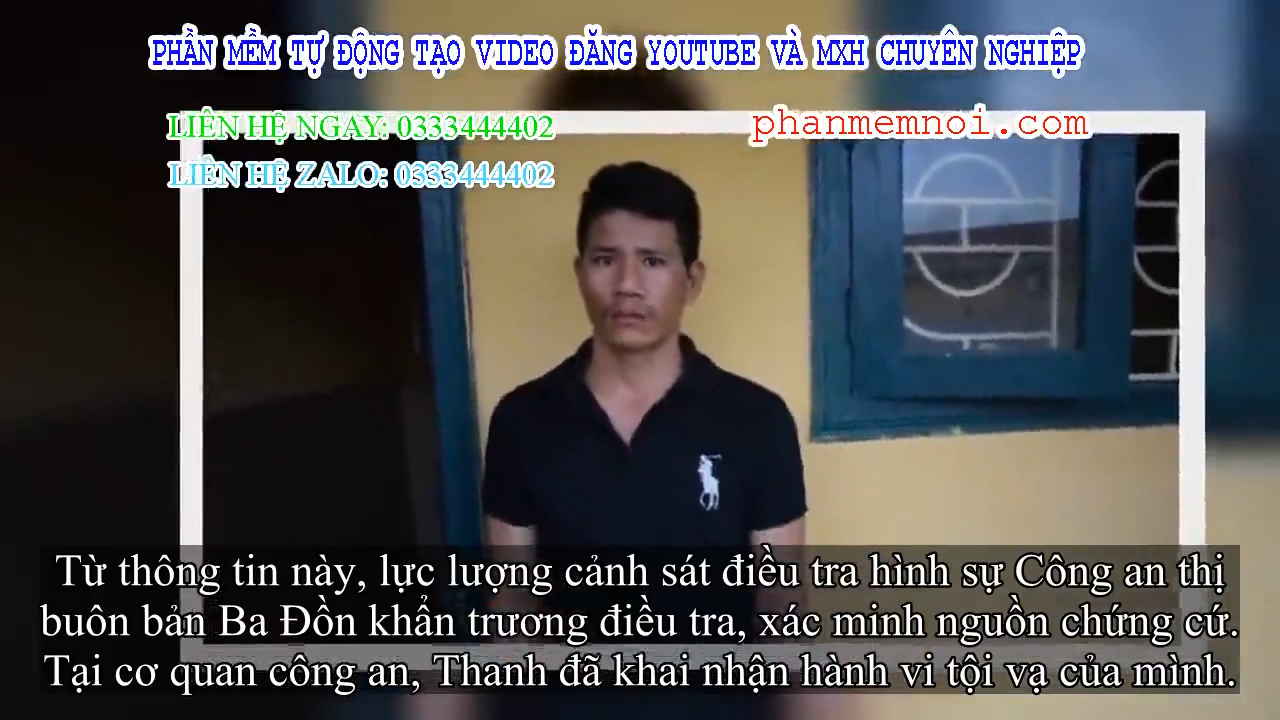 PHẦN MỀM TỰ ĐỘNG TẠO VIDEO ĐĂNG YOUTUBE VÀ MXH CHUYÊN NGHIỆP
LIÊN HỆ NGAY: 0333444402
phanmemnoi.com
LIÊN HỆ ZALO: 0333444402
Từ thông tin này, lực lượng cảnh sát điều tra hình sự Công an thị
buôn bản Ba Đồn khẩn trương điều tra, xác minh nguồn chứng cứ.
Tại cơ quan công an, Thanh đã khai nhận hành vi tội vạ của mình.